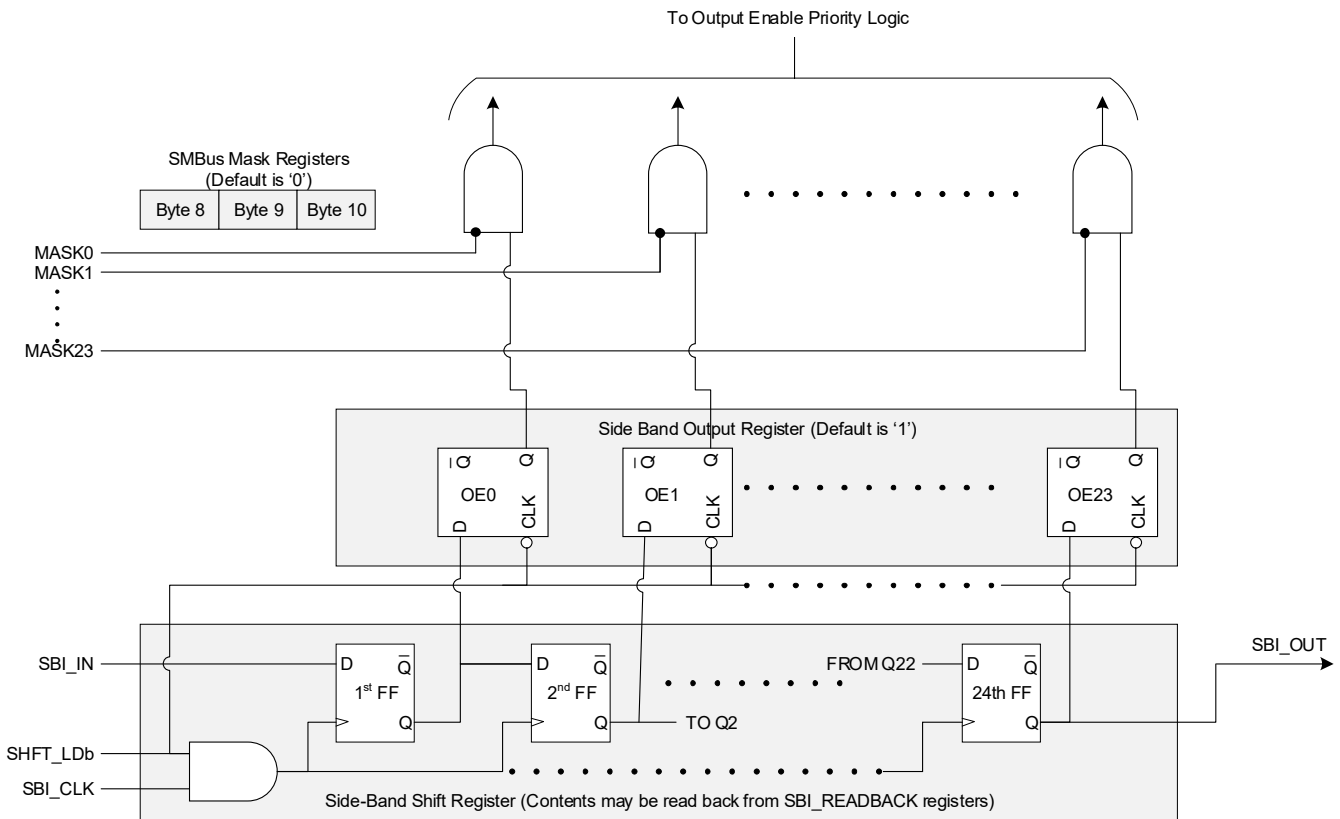 To Output Enable Priority Logic
SMBus Mask Registers
(Default is ‘0’)
Byte 8 Byte 9 Byte 10
MASK0
MASK1
MASK23
Side Band Output Register (Default is ‘1’)
Q Q
OE0
D CLK
Q Q
OE1
D CLK
Q Q
OE23
D CLK
SBI_IN
D Q
1st FF
Q
D Q
2nd FF
Q
TO Q2
FROM Q22
D Q
24th FF
Q
SBI_OUT
SHFT_LDb
SBI_CLK
Side-Band Shift Register (Contents may be read back from SBI_READBACK registers)